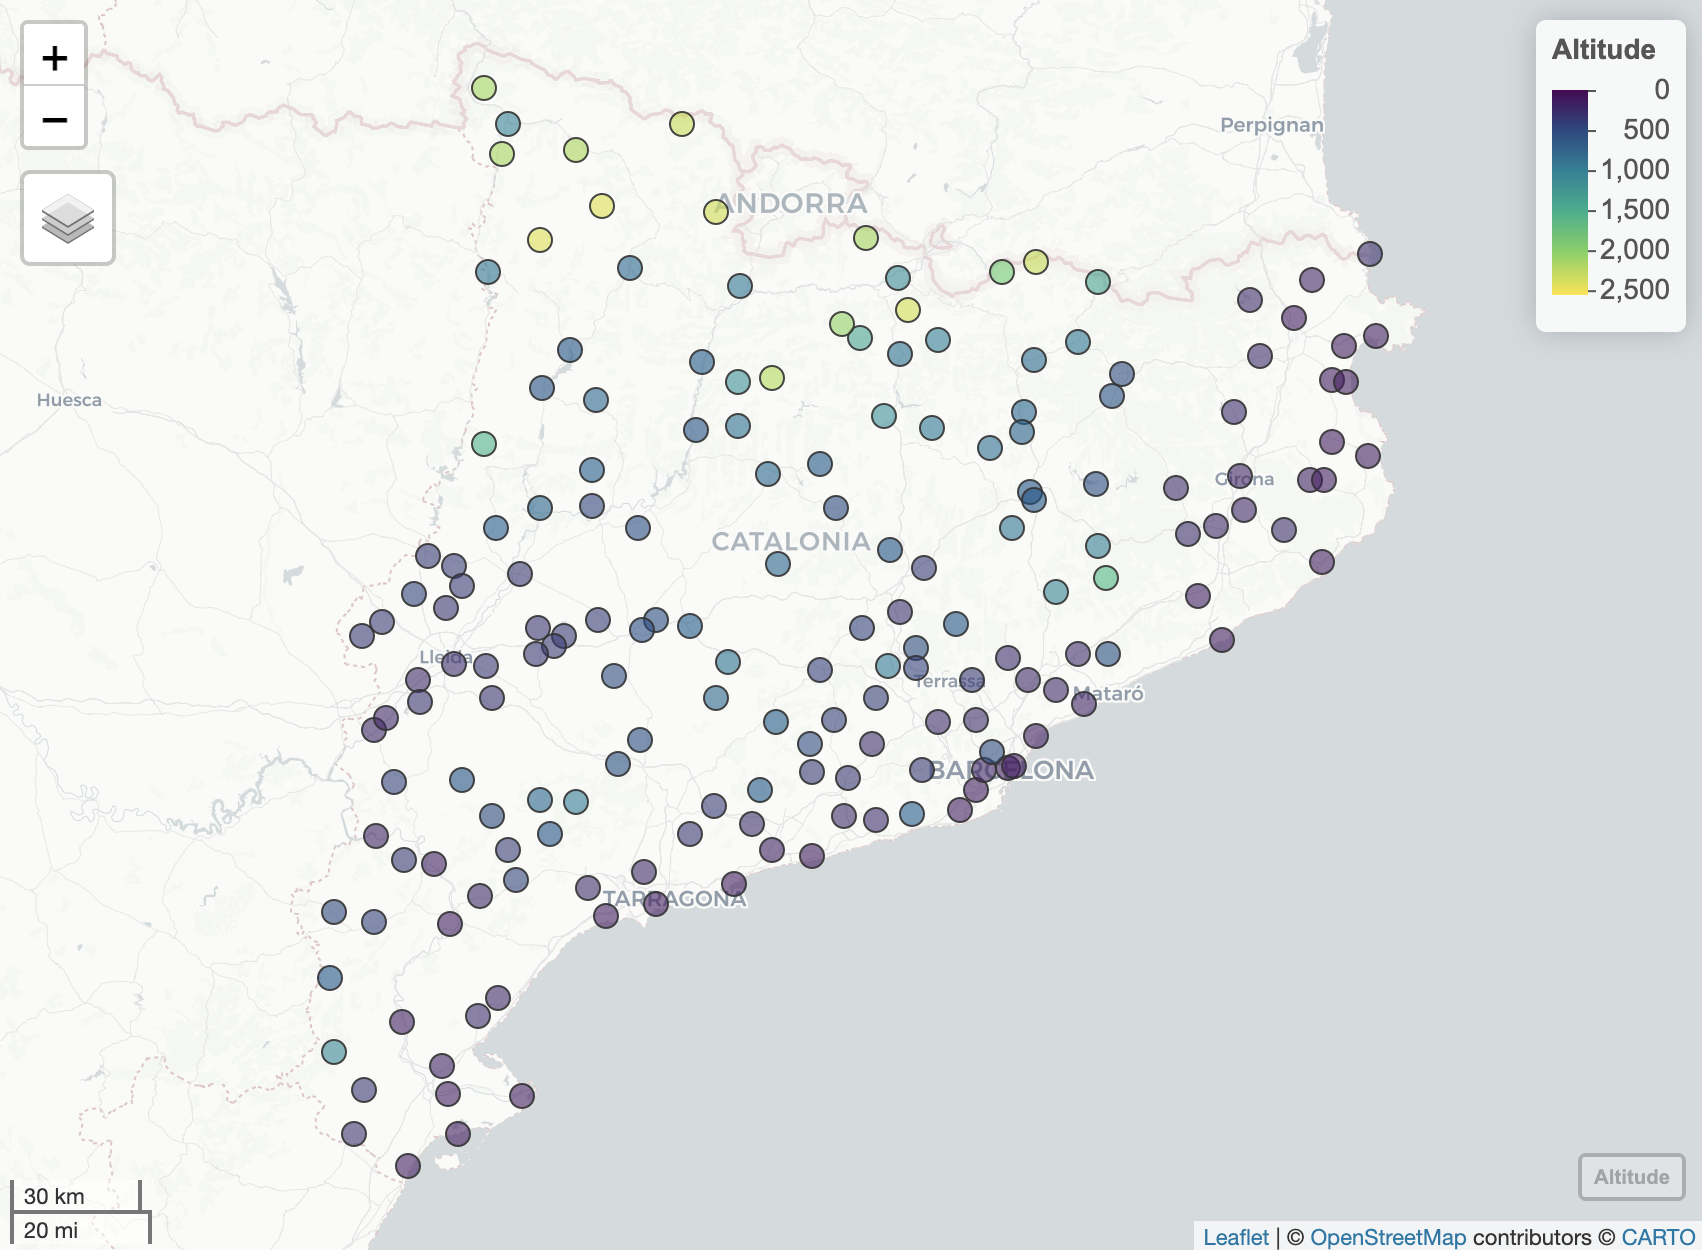 +
−
Altitude
0
500
1,000
1,500
2,000
2,500
Perpignan
ANDORRA
Huesca
Girona
CATALONIA
Lleida
Terrassa
Mataró
BARCELONA
TARRAGONA
Altitude
30 km
20 mi
Leaflet | © OpenStreetMap contributors © CARTO